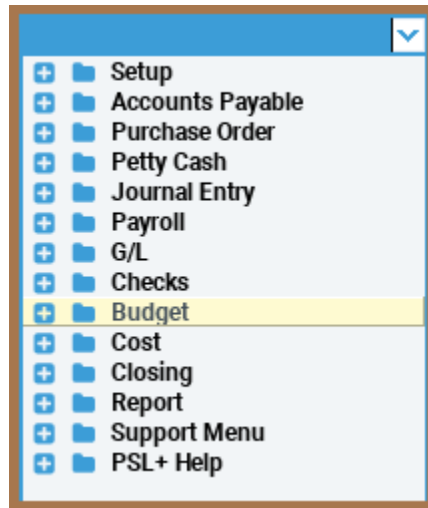 Setup
Accounts Payable
Purchase Order
Petty Cash
Journal Entry
Payroll
G/L
Checks
Budget
Cost
Closing
Report
Support Menu
PSL+ Help